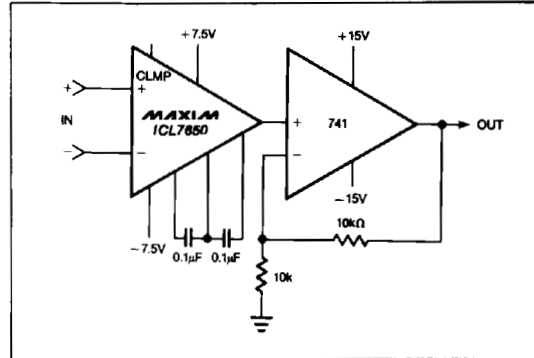 +7.5V
+15V
CLMP
+
+
IN
−
−
MAXIM
ICL7650
741
+
−
OUT
−7.5V
−15V
0.1µF
0.1µF
10kΩ
10k